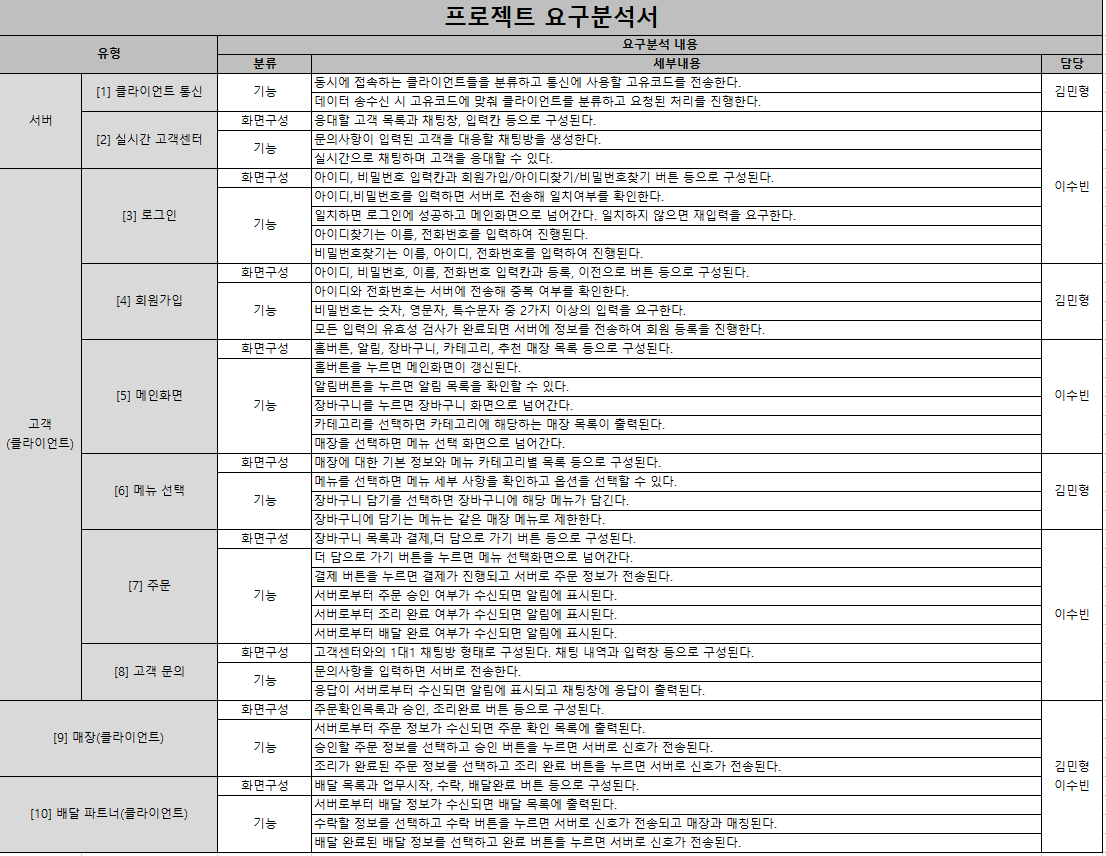 프로젝트 요구분석서
유형
요구분석 내용
분류
세부내용
담당
서버
[1] 클라이언트 통신
기능
동시에 접속하는 클라이언트들을 분류하고 통신에 사용할 고유코드를 전송한다.
데이터 송수신 시 고유코드에 맞춰 클라이언트를 분류하고 요청된 처리를 진행한다.
김민형
[2] 실시간 고객센터
화면구성
응대할 고객 목록과 채팅창, 입력칸 등으로 구성된다.
기능
문의사항이 입력된 고객을 대응할 채팅방을 생성한다.
실시간으로 채팅하며 고객을 응대할 수 있다.
이수빈
고객
(클라이언트)
[3] 로그인
화면구성
아이디, 비밀번호 입력칸과 회원가입/아이디찾기/비밀번호찾기 버튼 등으로 구성된다.
기능
아이디,비밀번호를 입력하면 서버로 전송해 일치여부를 확인한다.
일치하면 로그인에 성공하고 메인화면으로 넘어간다. 일치하지 않으면 재입력을 요구한다.
아이디찾기는 이름, 전화번호를 입력하여 진행된다.
비밀번호찾기는 이름, 아이디, 전화번호를 입력하여 진행된다.
[4] 회원가입
화면구성
아이디, 비밀번호, 이름, 전화번호 입력칸과 등록, 이전으로 버튼 등으로 구성된다.
기능
아이디와 전화번호는 서버에 전송해 중복 여부를 확인한다.
비밀번호는 숫자, 영문자, 특수문자 중 2가지 이상의 입력을 요구한다.
모든 입력의 유효성 검사가 완료되면 서버에 정보를 전송하여 회원 등록을 진행한다.
김민형
[5] 메인화면
화면구성
홈버튼, 알림, 장바구니, 카테고리, 추천 매장 목록 등으로 구성된다.
기능
홈버튼을 누르면 메인화면이 갱신된다.
알림버튼을 누르면 알림 목록을 확인할 수 있다.
장바구니를 누르면 장바구니 화면으로 넘어간다.
카테고리를 선택하면 카테고리에 해당하는 매장 목록이 출력된다.
매장을 선택하면 메뉴 선택 화면으로 넘어간다.
이수빈
[6] 메뉴 선택
화면구성
매장에 대한 기본 정보와 메뉴 카테고리별 목록 등으로 구성된다.
기능
메뉴를 선택하면 메뉴 세부 사항을 확인하고 옵션을 선택할 수 있다.
장바구니 담기를 선택하면 장바구니에 해당 메뉴가 담긴다.
장바구니에 담기는 메뉴는 같은 매장 메뉴로 제한한다.
김민형
[7] 주문
화면구성
장바구니 목록과 결제,더 담으로 가기 버튼 등으로 구성된다.
기능
더 담으로 가기 버튼을 누르면 메뉴 선택화면으로 넘어간다.
결제 버튼을 누르면 결제가 진행되고 서버로 주문 정보가 전송된다.
서버로부터 주문 승인 여부가 수신되면 알림에 표시된다.
서버로부터 조리 완료 여부가 수신되면 알림에 표시된다.
서버로부터 배달 완료 여부가 수신되면 알림에 표시된다.
이수빈
[8] 고객 문의
화면구성
고객센터와의 1대1 채팅방 형태로 구성된다. 채팅 내역과 입력창 등으로 구성된다.
기능
문의사항을 입력하면 서버로 전송한다.
응답이 서버로부터 수신되면 알림에 표시되고 채팅창에 응답이 출력된다.
[9] 매장(클라이언트)
화면구성
주문확인목록과 승인, 조리완료 버튼 등으로 구성된다.
기능
서버로부터 주문 정보가 수신되면 주문 확인 목록에 출력된다.
승인할 주문 정보를 선택하고 승인 버튼을 누르면 서버로 신호가 전송된다.
조리가 완료된 주문 정보를 선택하고 조리 완료 버튼을 누르면 서버로 신호가 전송된다.
김민형
이수빈
[10] 배달 파트너(클라이언트)
화면구성
배달 목록과 업무시작, 수락, 배달완료 버튼 등으로 구성된다.
기능
서버로부터 배달 정보가 수신되면 배달 목록에 출력된다.
수락할 정보를 선택하고 수락 버튼을 누르면 서버로 신호가 전송되고 매장과 매칭된다.
배달 완료된 배달 정보를 선택하고 완료 버튼을 누르면 서버로 신호가 전송된다.